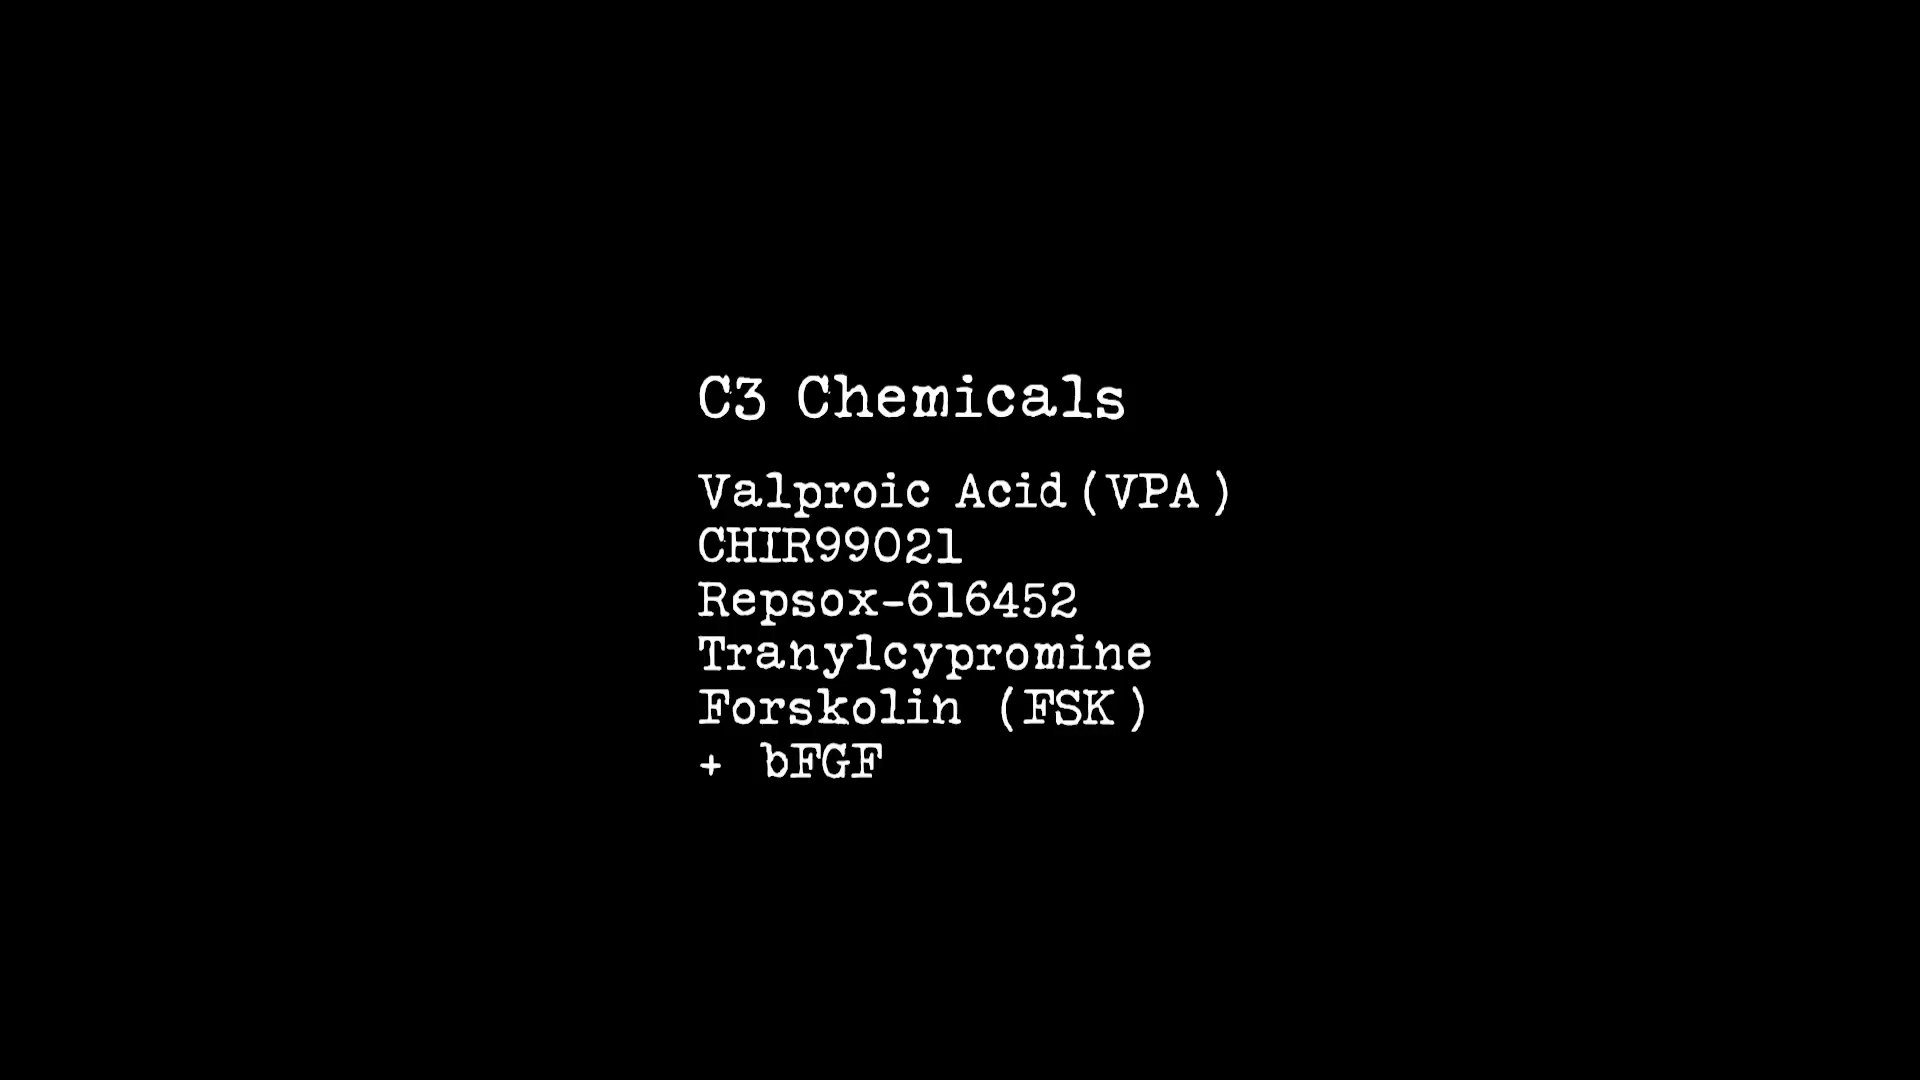 C3 Chemicals
Valproic Acid (VPA)
CHIR99021
Repsox-616452
Tranylcypromine
Forskolin (FSK)
+ bFGF